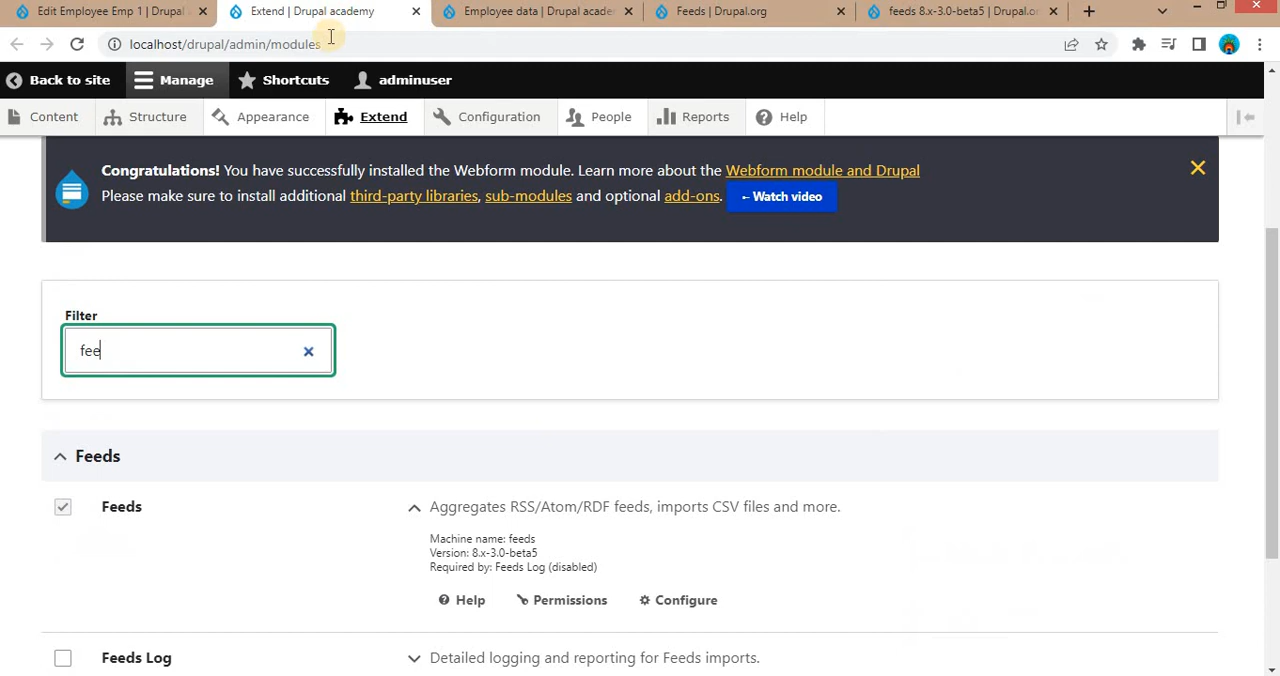 Edit Employee Emp 1 | Drupal
Extend | Drupal academy
Employee data | Drupal acade
Feeds | Drupal.org
feeds 8.x-3.0-beta5 | Drupal.or
localhost/drupal/admin/modules
Back to site
Manage
Shortcuts
adminuser
Content
Structure
Appearance
Extend
Configuration
People
Reports
Help
Congratulations! You have successfully installed the Webform module. Learn more about the Webform module and Drupal
Please make sure to install additional third-party libraries, sub-modules and optional add-ons. Watch video
Filter
fee
Feeds
Feeds
Aggregates RSS/Atom/RDF feeds, imports CSV files and more.
Machine name: feeds
Version: 8.x-3.0-beta5
Required by: Feeds Log (disabled)
Help
Permissions
Configure
Feeds Log
Detailed logging and reporting for Feeds imports.